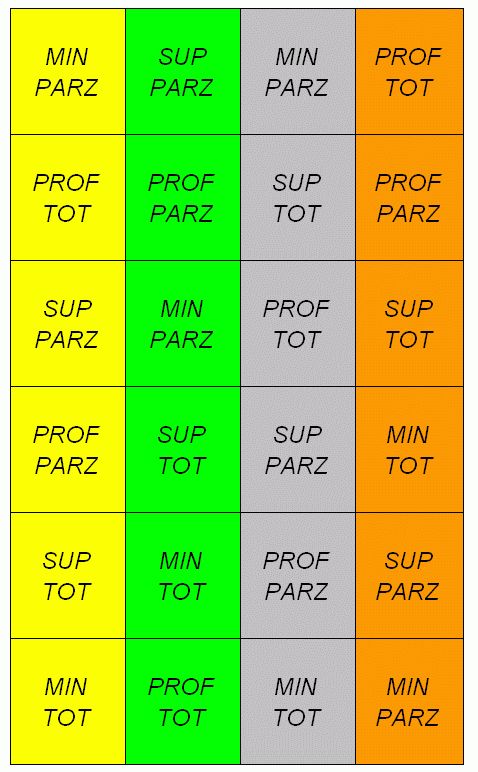 MIN SUP MIN PROF
PARZ PARZ PARZ TOT
PROF PROF SUP PROF
TOT PARZ TOT PARZ
SUP MIN PROF SUP
PARZ PARZ TOT TOT
PROF SUP SUP MIN
PARZ TOT PARZ TOT
SUP MIN PROF SUP
TOT TOT PARZ PARZ
MIN PROF MIN MIN
TOT TOT TOT PARZ